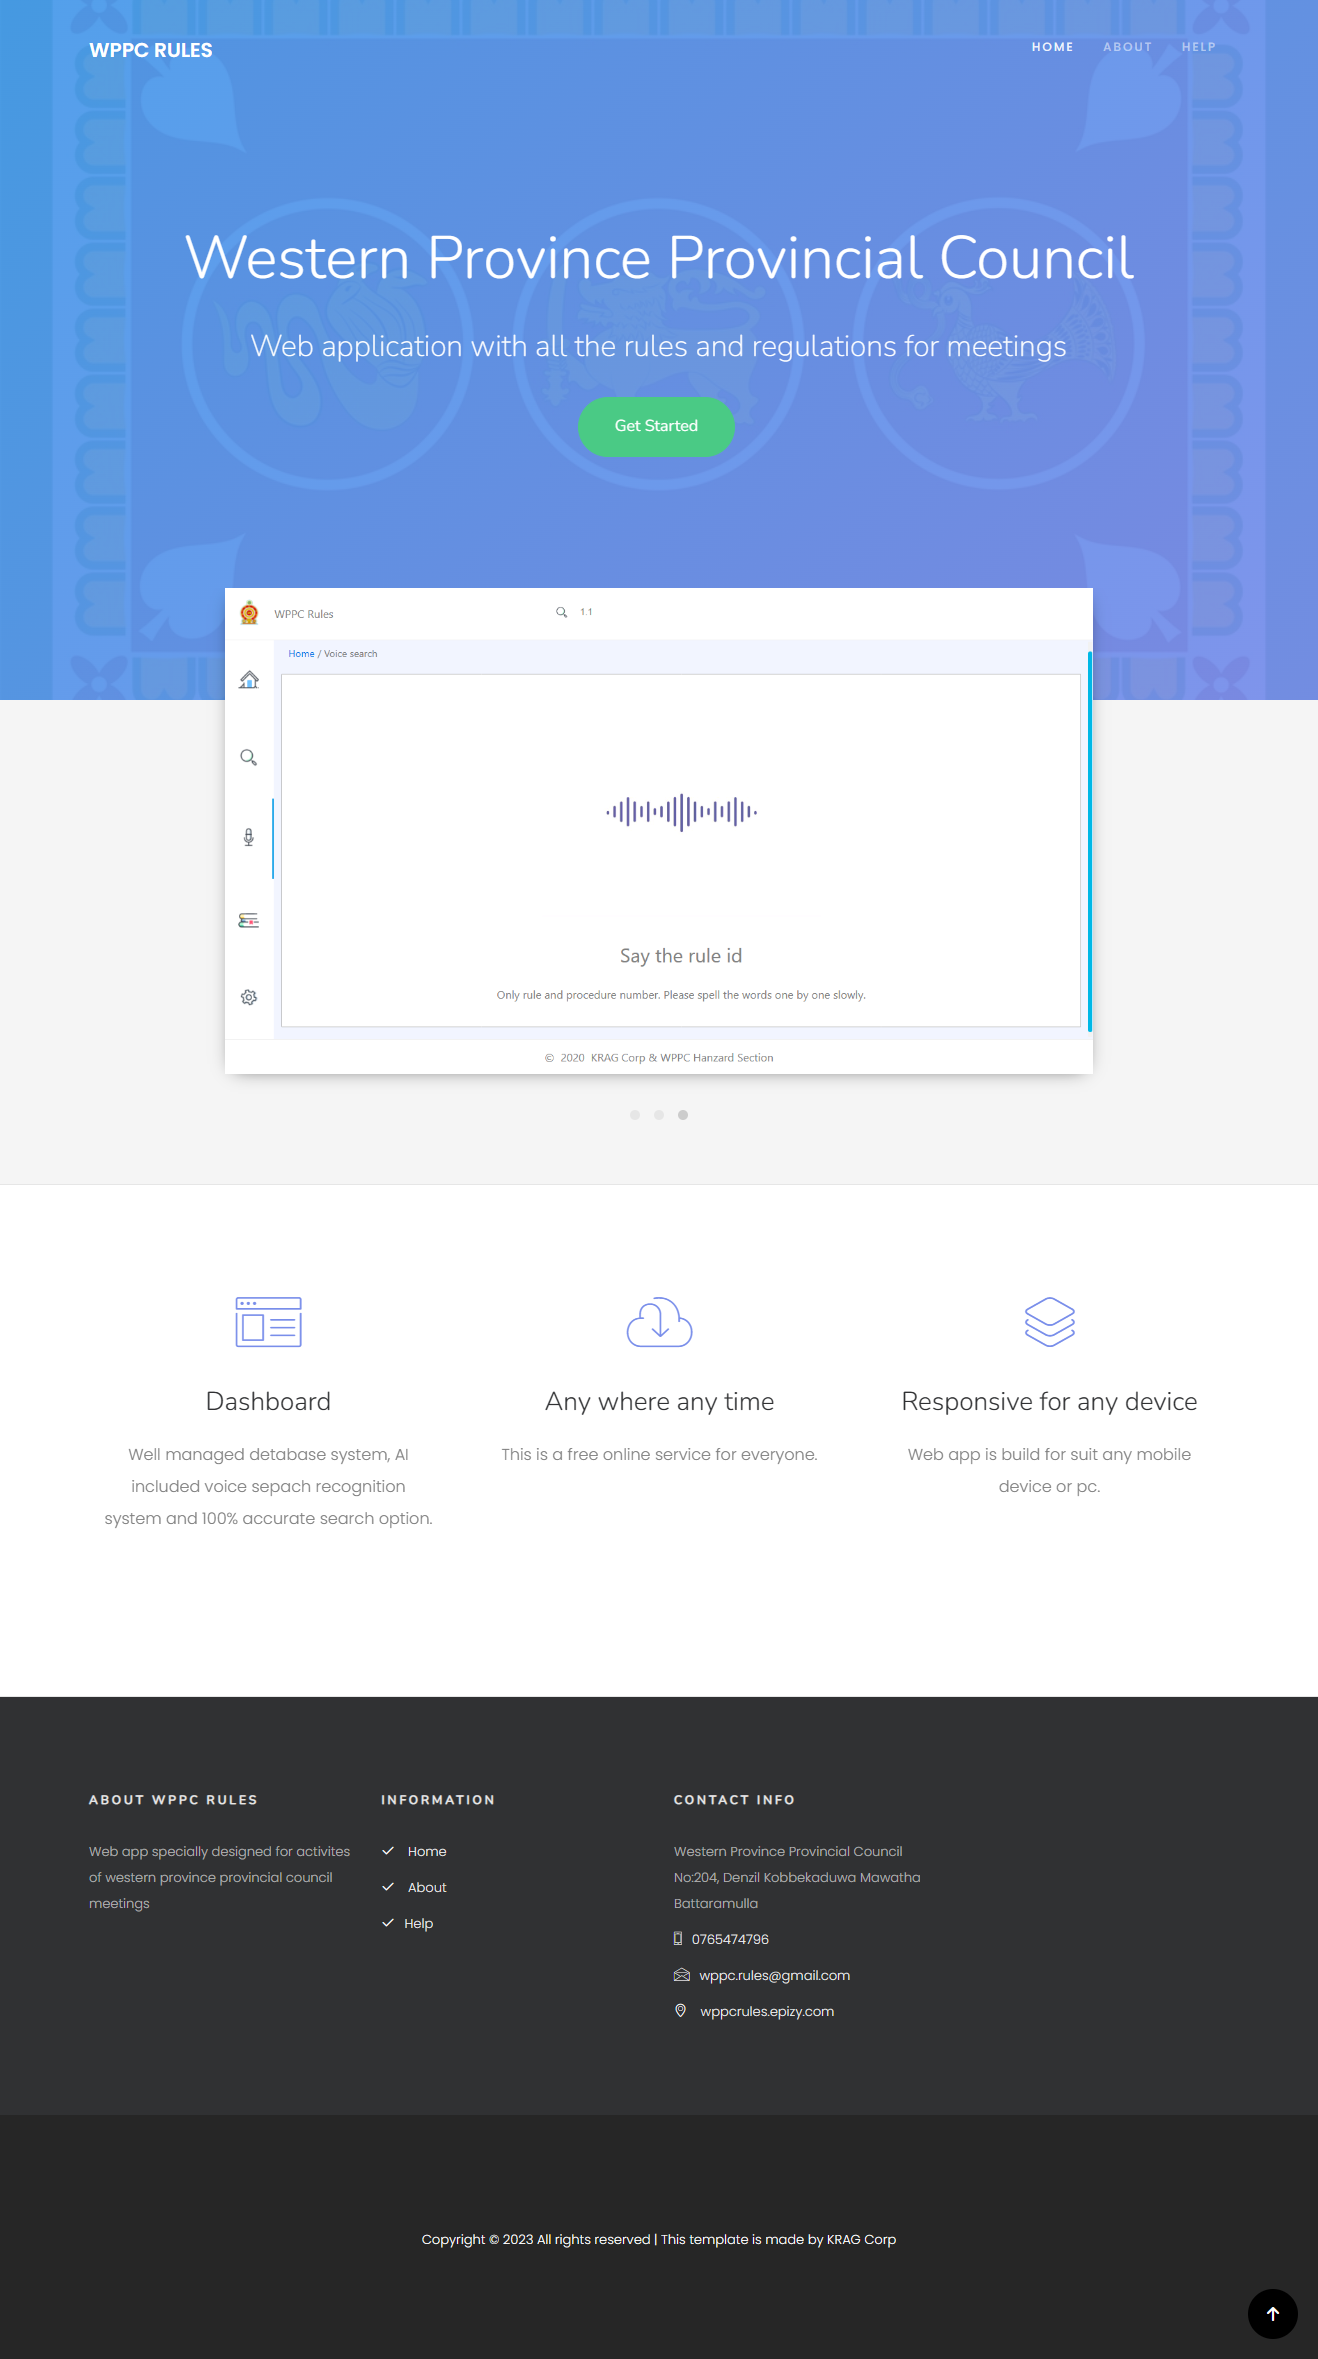 WPPC RULES
HOME ABOUT HELP
Western Province Provincial Council
Web application with all the rules and regulations for meetings
Get Started
WPPC Rules
1.1
Home / Voice search
Say the rule id
Only rule and procedure number. Please spell the words one by one slowly.
© 2020 KRAG Corp & WPPC Hanzard Section
Dashboard
Well managed detabase system, AI
included voice sepach recognition
system and 100% accurate search option.
Any where any time
This is a free online service for everyone.
Responsive for any device
Web app is build for suit any mobile
device or pc.
ABOUT WPPC RULES
Web app specially designed for activites
of western province provincial council
meetings
INFORMATION
Home
About
Help
CONTACT INFO
Western Province Provincial Council
No:204, Denzil Kobbekaduwa Mawatha
Battaramulla
0765474796
wppc.rules@gmail.com
wppcrules.epizy.com
Copyright © 2023 All rights reserved | This template is made by KRAG Corp